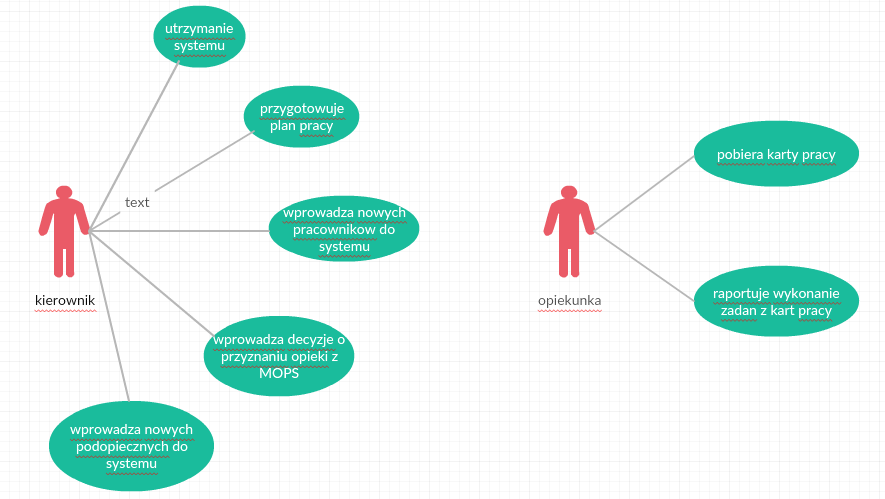 utrzymanie
systemu
przygotowuje
plan pracy
text
wprowadza nowych
pracownikow do
systemu
kierownik
wprowadza decyzje o
przyznaniu opieki z
MOPS
wprowadza nowych
podopiecznych do
systemu
pobiera karty pracy
opiekunka
raportuje wykonanie
zadan z kart pracy